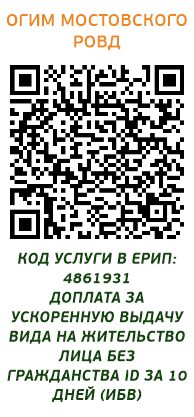 ОГИМ МОСТОВСКОГО
РОВД
КОД УСЛУГИ В ЕРИП:
4861931
ДОПЛАТА ЗА
УСКОРЕННУЮ ВЫДАЧУ
ВИДА НА ЖИТЕЛЬСТВО
ЛИЦА БЕЗ
ГРАЖДАНСТВА ID ЗА 10
ДНЕЙ (ИБВ)